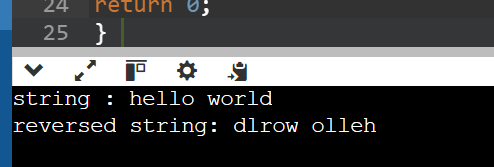 24 return 0;
25 }
string : hello world
reversed string: dlrow olleh